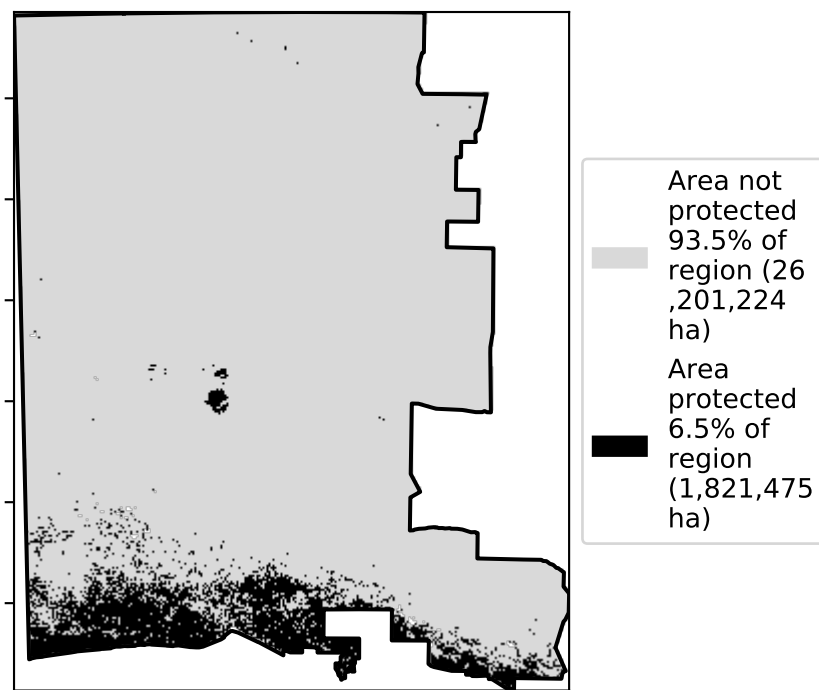 Area not
protected
93.5% of
region (26
,201,224
ha)
Area
protected
6.5% of
region
(1,821,475
ha)